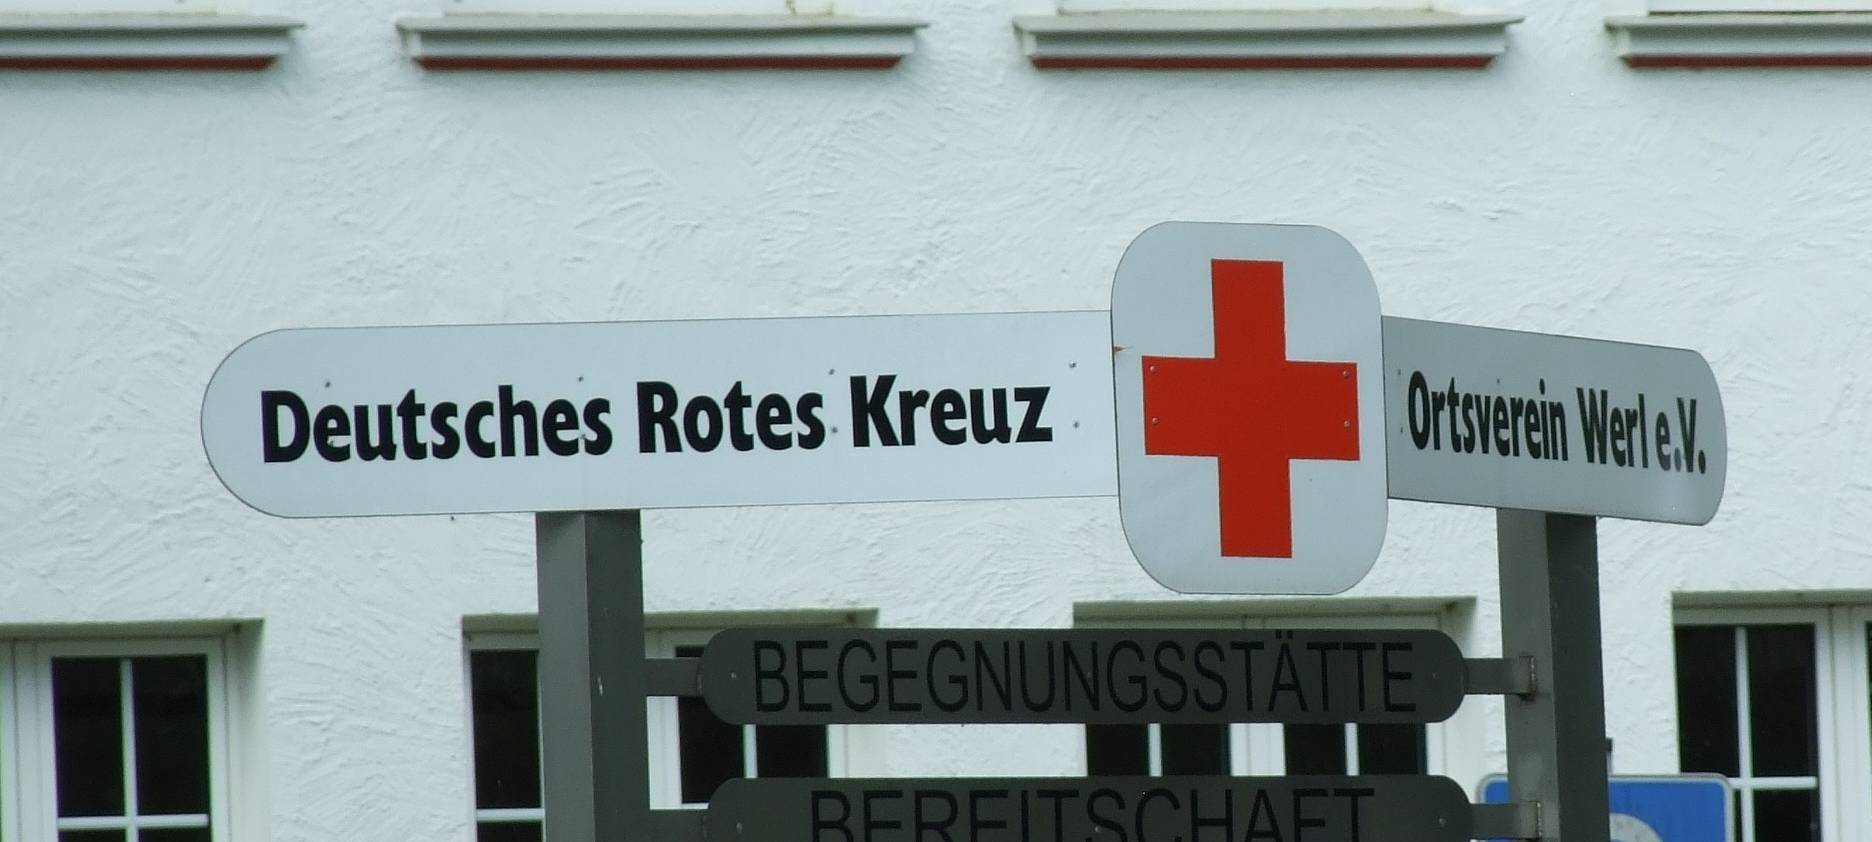 Deutsches Rotes Kreuz
Ortsverein Werl e.V.
BEGEGNUNGSSTÄTTE
BEREITSCHAFT